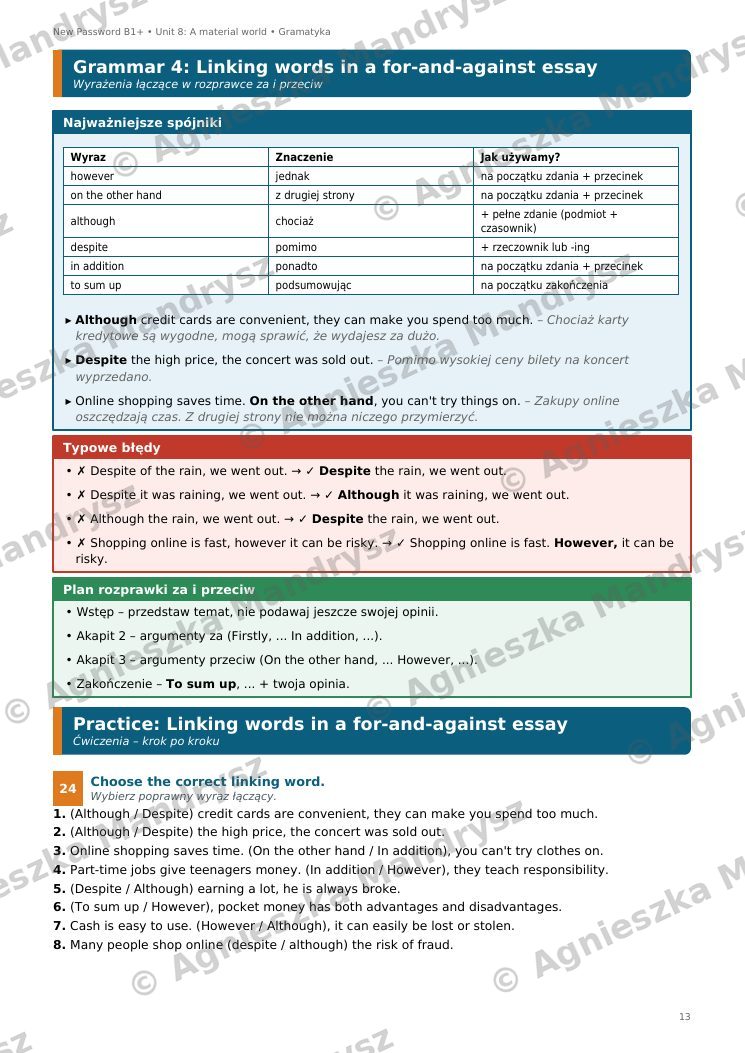 New Password B1+ • Unit 8: A material world • Gramatyka
Grammar 4: Linking words in a for-and-against essay
Wyrażenia łączące w rozprawce za i przeciw
Najważniejsze spójniki
Wyraz Znaczenie Jak używamy?
however jednak na początku zdania + przecinek
on the other hand z drugiej strony na początku zdania + przecinek
although chociaż + pełne zdanie (podmiot +
czasownik)
despite pomimo + rzeczownik lub -ing
in addition ponadto na początku zdania + przecinek
to sum up podsumowując na początku zakończenia
▸ Although credit cards are convenient, they can make you spend too much. – Chociaż karty
kredytowe są wygodne, mogą sprawić, że wydajesz za dużo.
▸ Despite the high price, the concert was sold out. – Pomimo wysokiej ceny bilety na koncert
wyprzedano.
▸ Online shopping saves time. On the other hand, you can't try things on. – Zakupy online
oszczędzają czas. Z drugiej strony nie można niczego przymierzyć.
Typowe błędy
• ✗ Despite of the rain, we went out. → ✓ Despite the rain, we went out.
• ✗ Despite it was raining, we went out. → ✓ Although it was raining, we went out.
• ✗ Although the rain, we went out. → ✓ Despite the rain, we went out.
• ✗ Shopping online is fast, however it can be risky. → ✓ Shopping online is fast. However, it can be
risky.
Plan rozprawki za i przeciw
• Wstęp – przedstaw temat, nie podawaj jeszcze swojej opinii.
• Akapit 2 – argumenty za (Firstly, ... In addition, ...).
• Akapit 3 – argumenty przeciw (On the other hand, ... However, ...).
• Zakończenie – To sum up, ... + twoja opinia.
Practice: Linking words in a for-and-against essay
Ćwiczenia – krok po kroku
24 Choose the correct linking word.
Wybierz poprawny wyraz łączący.
1. (Although / Despite) credit cards are convenient, they can make you spend too much.
2. (Although / Despite) the high price, the concert was sold out.
3. Online shopping saves time. (On the other hand / In addition), you can't try clothes on.
4. Part-time jobs give teenagers money. (In addition / However), they teach responsibility.
5. (Despite / Although) earning a lot, he is always broke.
6. (To sum up / However), pocket money has both advantages and disadvantages.
7. Cash is easy to use. (However / Although), it can easily be lost or stolen.
8. Many people shop online (despite / although) the risk of fraud.
13
© Agnieszka Mandrysz